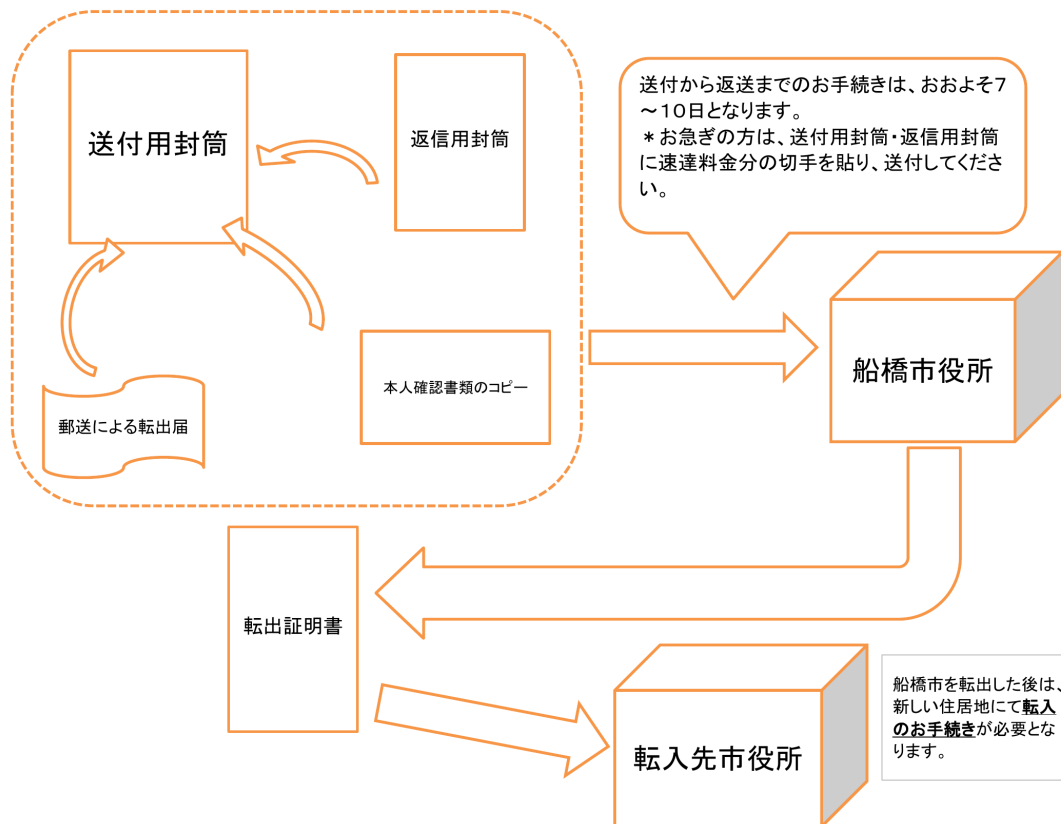 送付用封筒
返信用封筒
郵送による転出届
本人確認書類のコピー
送付から返送までのお手続きは、おおよそ7
～10日となります。
＊お急ぎの方は、送付用封筒・返信用封筒
に速達料金分の切手を貼り、送付してくださ
い。
船橋市役所
転出証明書
転入先市役所
船橋市を転出した後は、
新しい住居地にて転入
のお手続きが必要とな
ります。